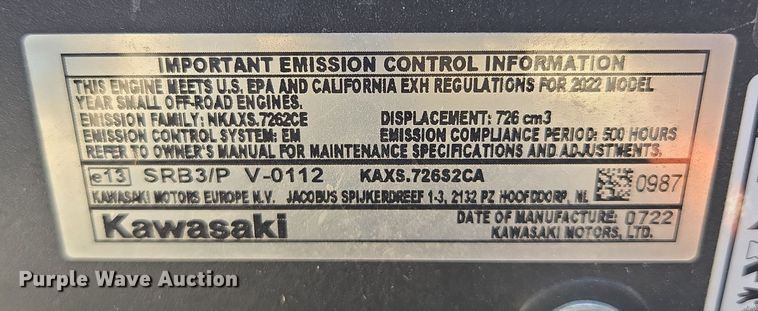 IMPORTANT EMISSION CONTROL INFORMATION
THIS ENGINE MEETS U.S. EPA AND CALIFORNIA EXH REGULATIONS FOR 2022 MODEL
YEAR SMALL OFF-ROAD ENGINES.
EMISSION FAMILY: NKAXS.7262CE DISPLACEMENT: 726 cm3
EMISSION CONTROL SYSTEM: EM EMISSION COMPLIANCE PERIOD: 500 HOURS
REFER TO OWNER'S MANUAL FOR MAINTENANCE SPECIFICATIONS AND ADJUSTMENTS.
e13 SRB3/P V-0112 KAXS.726S2CA 0987
KAWASAKI MOTORS EUROPE N.V. JACOBUS SPIJKERDREEF 1-3, 2132 PZ HOOFDDORP, NL
Kawasaki DATE OF MANUFACTURE: 0722
KAWASAKI MOTORS, LTD.
Purple Wave Auction